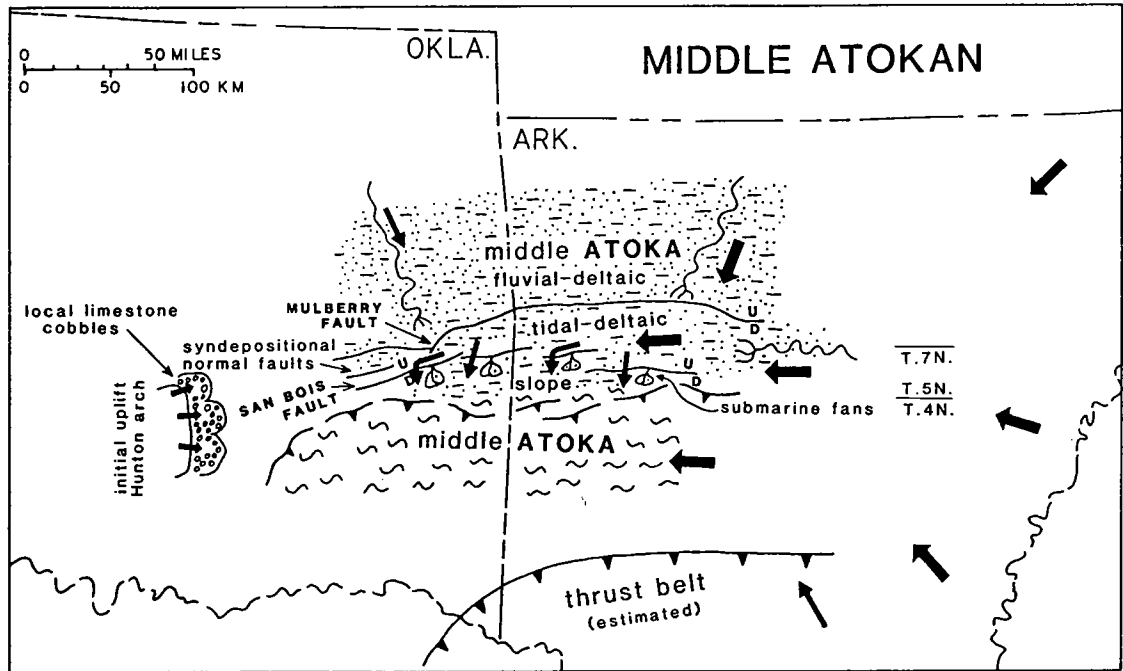 MIDDLE ATOKAN
OKLA.
ARK.
0 50 MILES
0 50 100 KM
middle ATOKA
fluvial-deltaic
local limestone
cobbles
MULBERRY
FAULT
tidal-deltaic
U
D
syndepositional
normal faults
U
D
SAN BOIS
FAULT
slope
U
D
submarine fans
T.7N.
T.5N.
T.4N.
initial uplift
Hunton arch
middle ATOKA
thrust belt
(estimated)